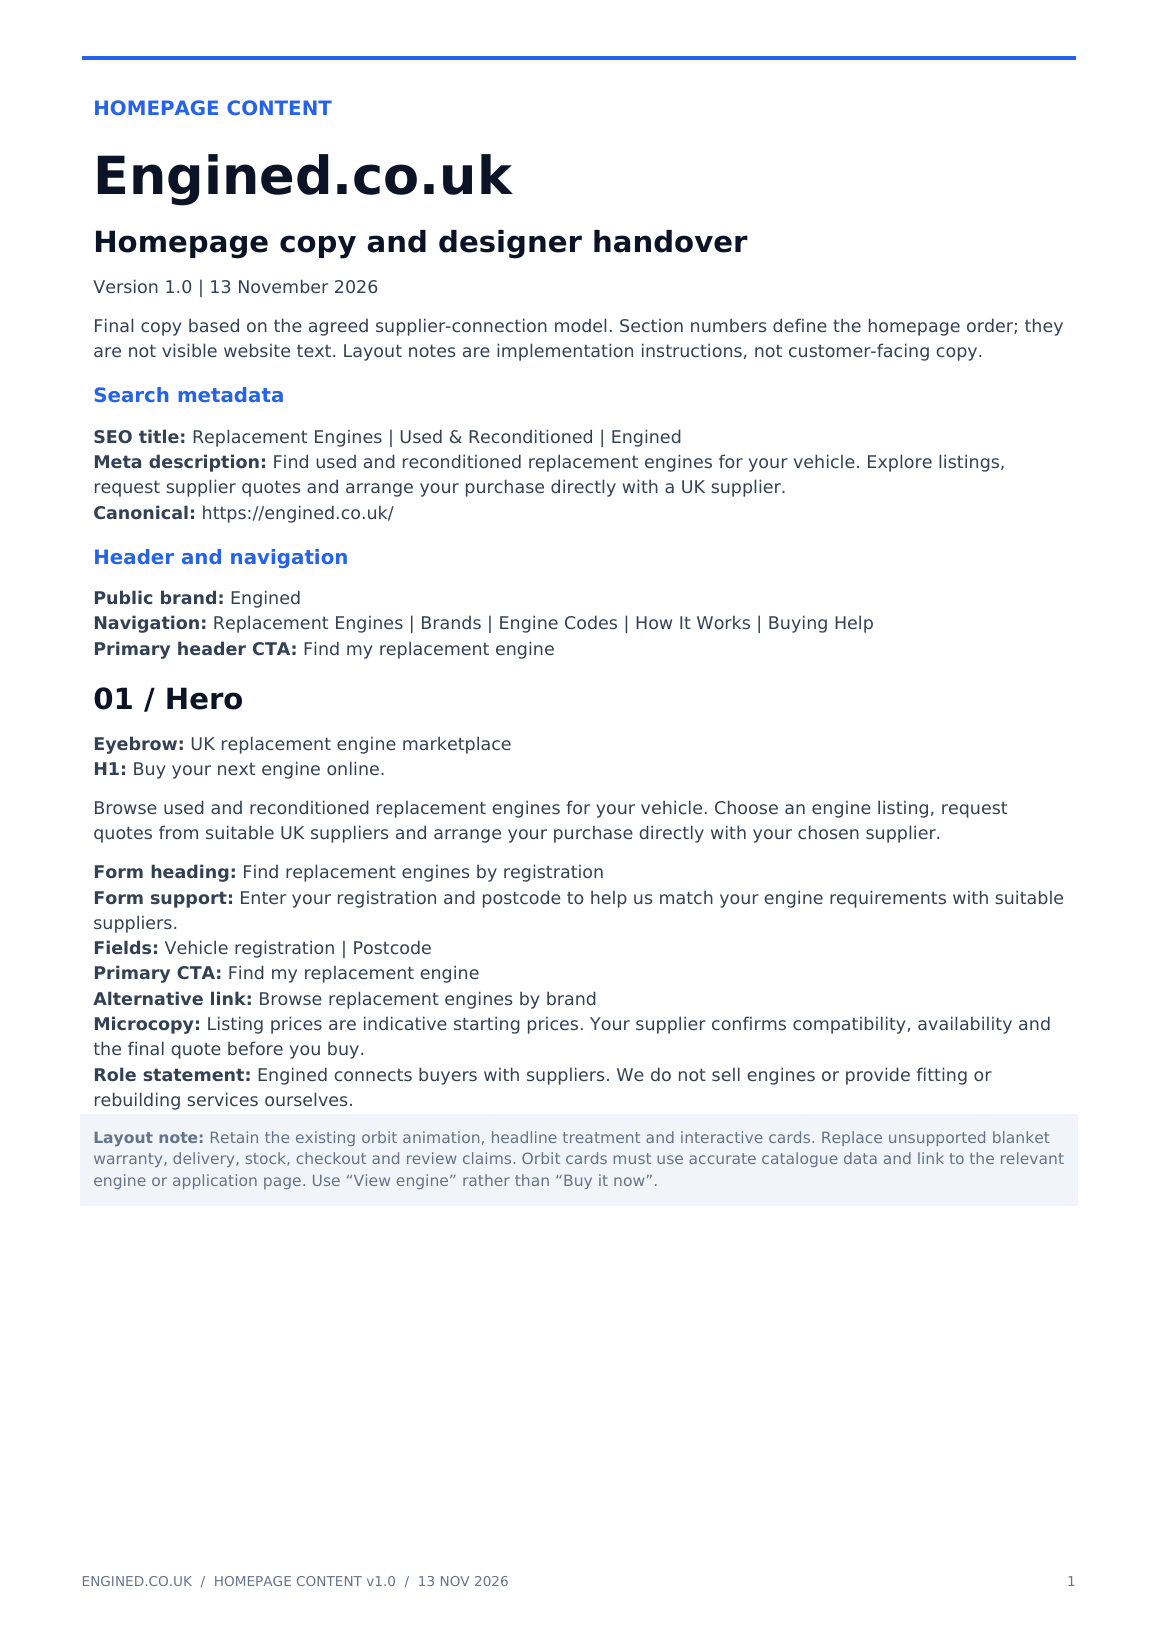 HOMEPAGE CONTENT
Engined.co.uk
Homepage copy and designer handover
Version 1.0 | 13 November 2026
Final copy based on the agreed supplier-connection model. Section numbers define the homepage order; they
are not visible website text. Layout notes are implementation instructions, not customer-facing copy.
Search metadata
SEO title: Replacement Engines | Used & Reconditioned | Engined
Meta description: Find used and reconditioned replacement engines for your vehicle. Explore listings,
request supplier quotes and arrange your purchase directly with a UK supplier.
Canonical: https://engined.co.uk/
Header and navigation
Public brand: Engined
Navigation: Replacement Engines | Brands | Engine Codes | How It Works | Buying Help
Primary header CTA: Find my replacement engine
01 / Hero
Eyebrow: UK replacement engine marketplace
H1: Buy your next engine online.
Browse used and reconditioned replacement engines for your vehicle. Choose an engine listing, request
quotes from suitable UK suppliers and arrange your purchase directly with your chosen supplier.
Form heading: Find replacement engines by registration
Form support: Enter your registration and postcode to help us match your engine requirements with suitable
suppliers.
Fields: Vehicle registration | Postcode
Primary CTA: Find my replacement engine
Alternative link: Browse replacement engines by brand
Microcopy: Listing prices are indicative starting prices. Your supplier confirms compatibility, availability and
the final quote before you buy.
Role statement: Engined connects buyers with suppliers. We do not sell engines or provide fitting or
rebuilding services ourselves.
Layout note: Retain the existing orbit animation, headline treatment and interactive cards. Replace unsupported blanket
warranty, delivery, stock, checkout and review claims. Orbit cards must use accurate catalogue data and link to the relevant
engine or application page. Use “View engine” rather than “Buy it now”.
ENGINED.CO.UK / HOMEPAGE CONTENT v1.0 / 13 NOV 2026
1